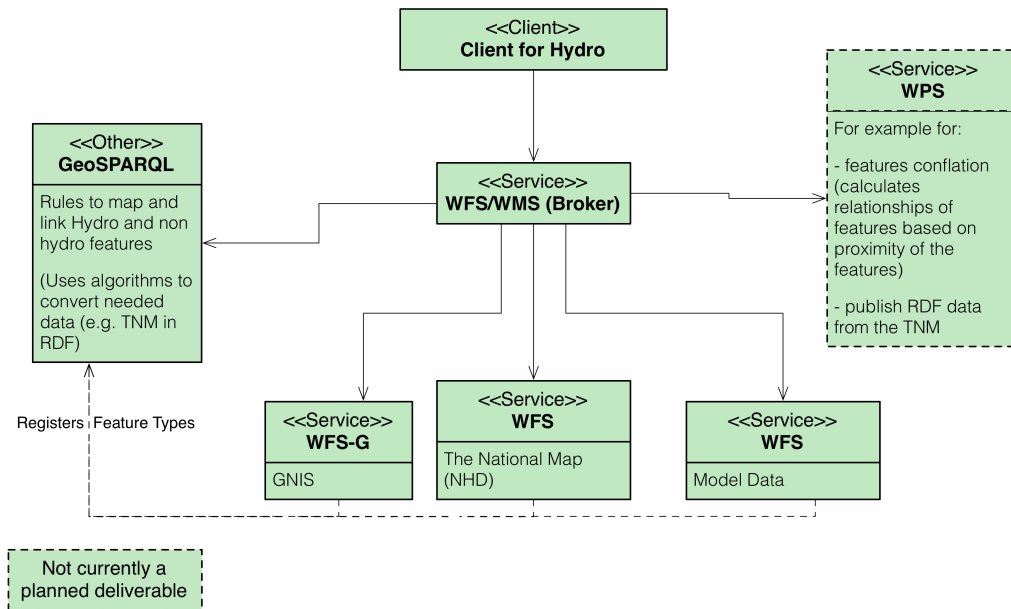 <<Client>>
Client for Hydro
<<Service>>
WPS
For example for:
- features conflation
(calculates
relationships of
features based on
proximity of the
features)
- publish RDF data
from the TNM
<<Other>>
GeoSPARQL
Rules to map and
link Hydro and non
hydro features
(Uses algorithms to
convert needed
data (e.g. TNM in
RDF)
<<Service>>
WFS/WMS (Broker)
Registers Feature Types
<<Service>>
WFS-G
GNIS
<<Service>>
WFS
The National Map
(NHD)
<<Service>>
WFS
Model Data
Not currently a
planned deliverable